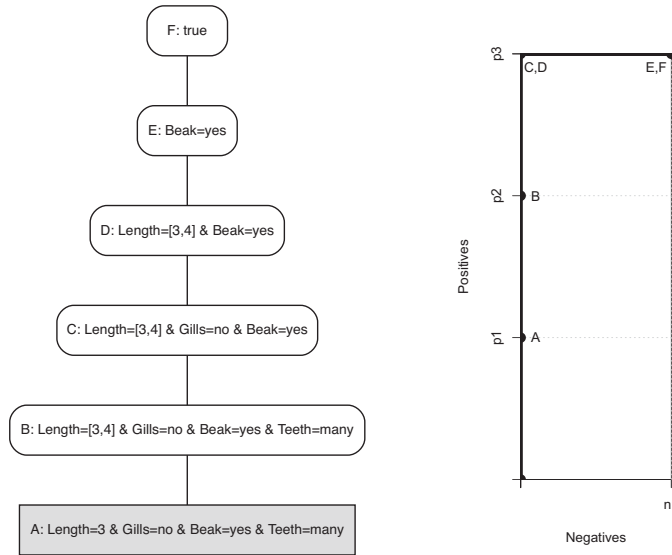 F: true
E: Beak=yes
D: Length=[3,4] & Beak=yes
C: Length=[3,4] & Gills=no & Beak=yes
B: Length=[3,4] & Gills=no & Beak=yes & Teeth=many
A: Length=3 & Gills=no & Beak=yes & Teeth=many
p3
C,D
E,F
p2
B
Positives
p1
A
n
Negatives